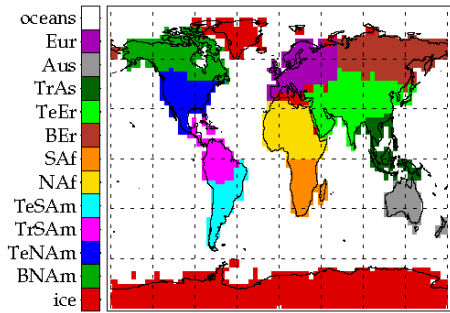 oceans
Eur
Aus
TrAs
TeEr
BEr
SAf
NAf
TeSAm
TrSAm
TeNAm
BNAm
ice